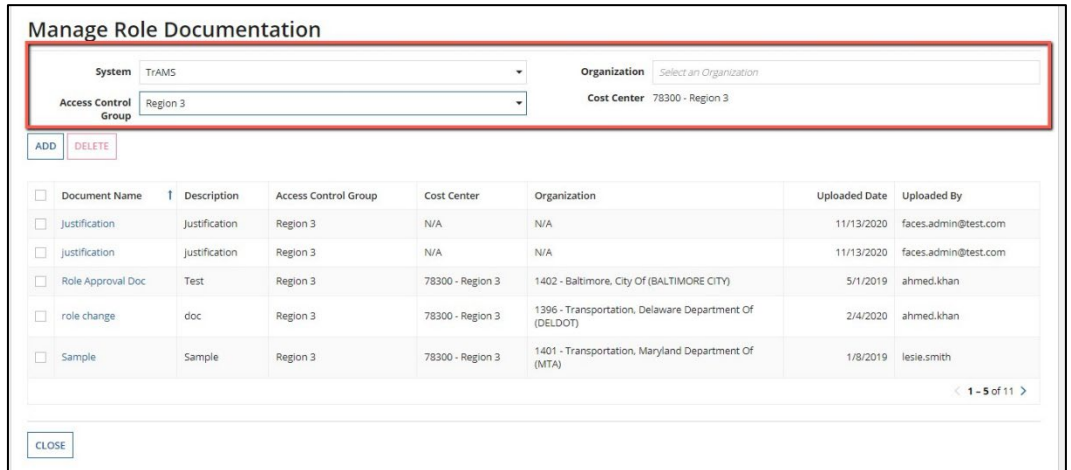 Manage Role Documentation
System TrAMS Organization Select an Organization
Access Control Group Region 3 Cost Center 78300 - Region 3
ADD DELETE
Document Name ↑ Description Access Control Group Cost Center Organization Uploaded Date Uploaded By
Justification Justification Region 3 N/A N/A 11/13/2020 faces.admin@test.com
justification justification Region 3 N/A N/A 11/13/2020 faces.admin@test.com
Role Approval Doc Test Region 3 78300 - Region 3 1402 - Baltimore, City Of (BALTIMORE CITY) 5/1/2019 ahmed.khan
role change doc Region 3 78300 - Region 3 1396 - Transportation, Delaware Department Of (DELDOT) 2/4/2020 ahmed.khan
Sample Sample Region 3 78300 - Region 3 1401 - Transportation, Maryland Department Of (MTA) 1/8/2019 lesie.smith
< 1 – 5 of 11 >
CLOSE